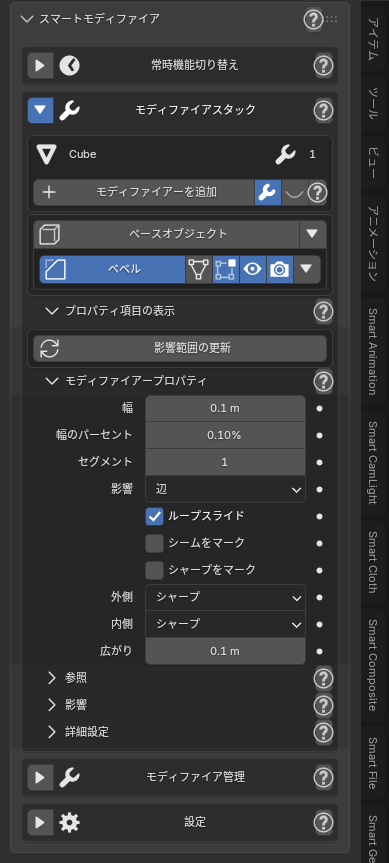 スマートモディファイア
常時機能切り替え
モディファイアスタック
Cube 1
モディファイアーを追加
ベースオブジェクト
ベベル
プロパティ項目の表示
影響範囲の更新
モディファイアープロパティ
幅 0.1 m
幅のパーセント 0.10%
セグメント 1
影響 辺
ループスライド
シームをマーク
シャープをマーク
外側 シャープ
内側 シャープ
広がり 0.1 m
参照
影響
詳細設定
モディファイア管理
設定
アイテム
ツール
ビュー
アニメーション
Smart Animation
Smart CamLight
Smart Cloth
Smart Composite
Smart File
Smart Ge